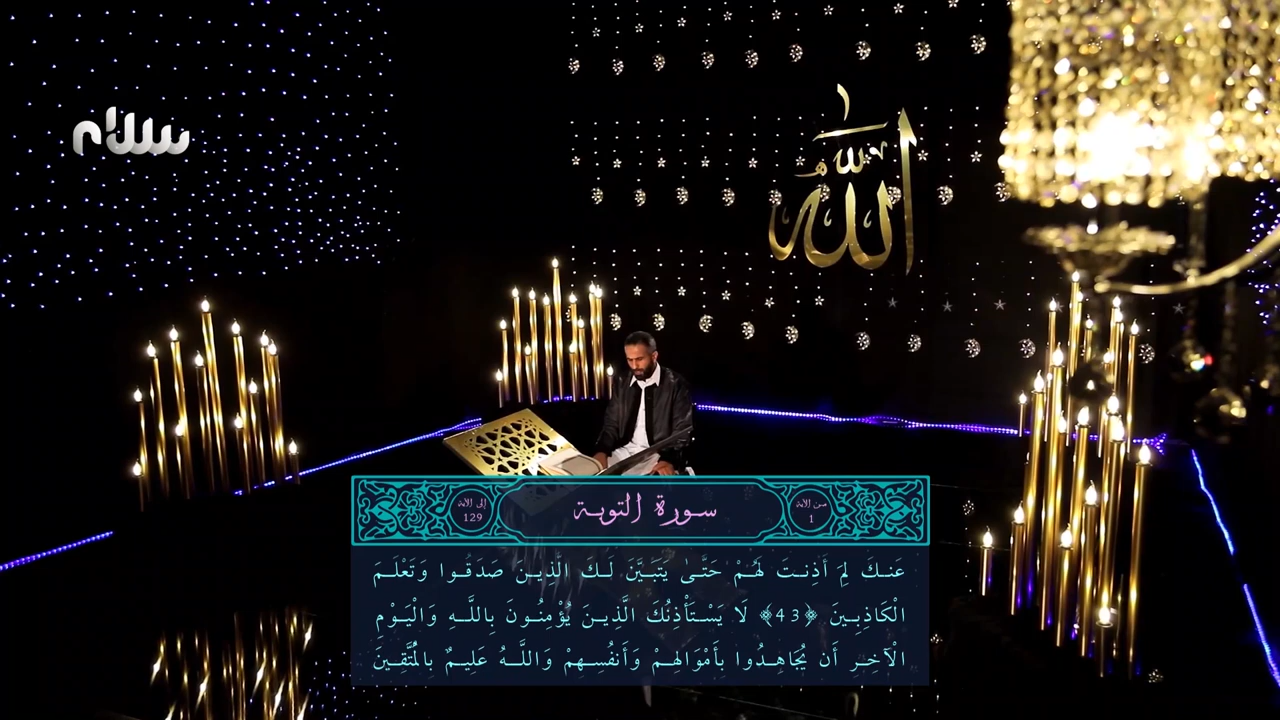 سلام
اللّٰهُ
سورة التوبة
من الآية
1
إلى الآية
129
عَنكَ لِمَ أَذِنتَ لَهُمْ حَتَّىٰ يَتَبَيَّنَ لَكَ الَّذِينَ صَدَقُوا وَتَعْلَمَ
الْكَاذِبِينَ ﴿43﴾ لَا يَسْتَأْذِنُكَ الَّذِينَ يُؤْمِنُونَ بِاللَّهِ وَالْيَوْمِ
الْآخِرِ أَن يُجَاهِدُوا بِأَمْوَالِهِمْ وَأَنفُسِهِمْ وَاللَّهُ عَلِيمٌ بِالْمُتَّقِينَ